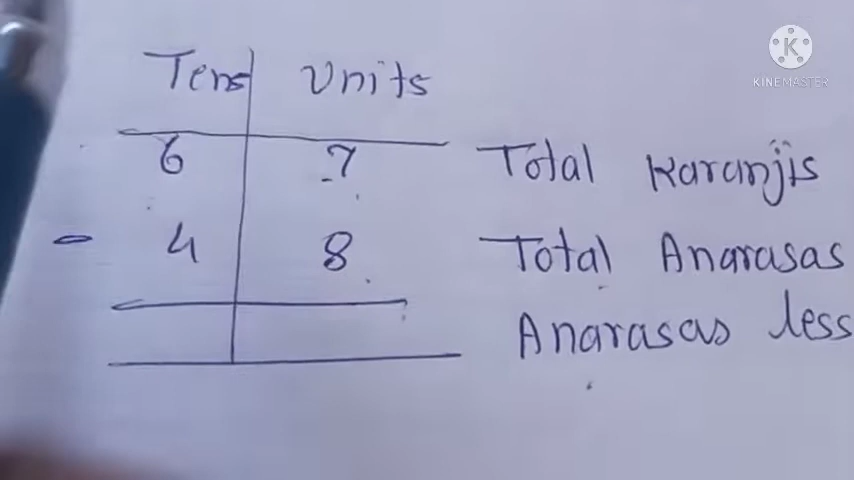 K
KINEMASTER
Tens Units
6 7 Total Karanjis
- 4 8 Total Anarasas
Anarasas less